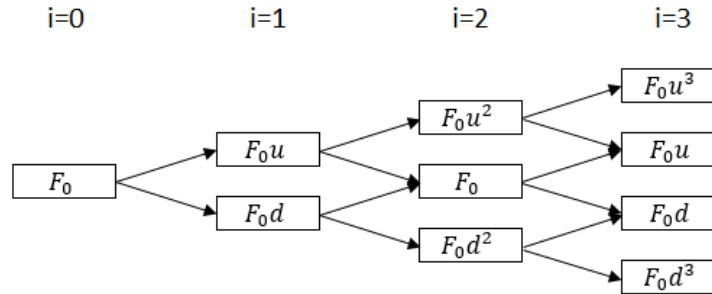 i=0 i=1 i=2 i=3
F₀u³
F₀u²
F₀u F₀u
F₀ F₀
F₀d F₀d
F₀d²
F₀d³